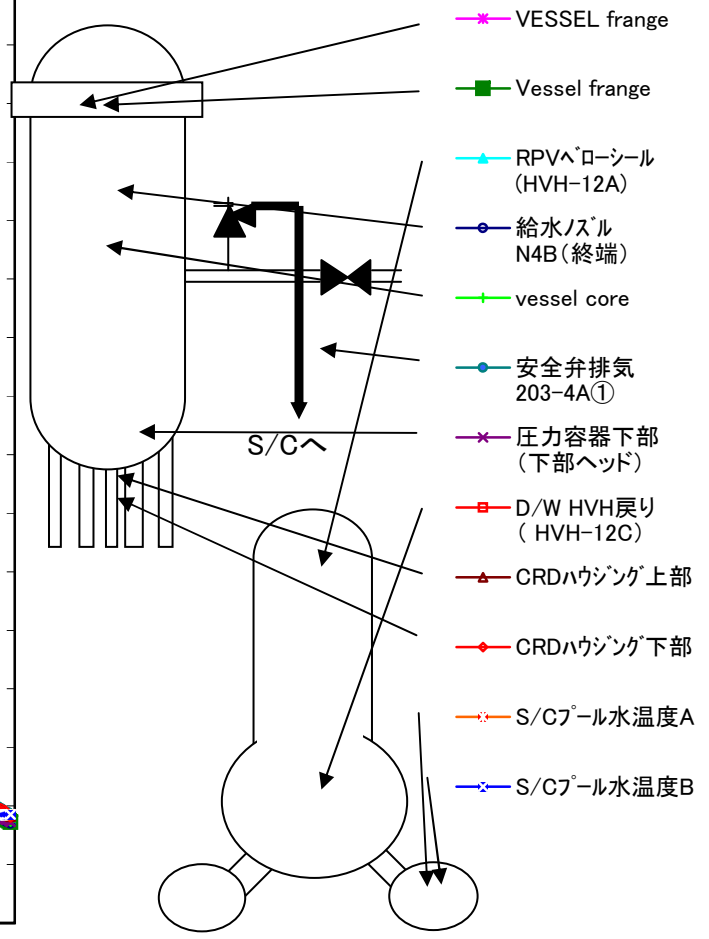 VESSEL frange
Vessel frange
RPVﾍﾞﾛｰｼｰﾙ
(HVH-12A)
給水ﾉｽﾞﾙ
N4B(終端)
vessel core
安全弁排気
203-4A①
S/Cへ
圧力容器下部
(下部ヘッド)
D/W HVH戻り
( HVH-12C)
CRDﾊｳｼﾞﾝｸﾞ上部
CRDﾊｳｼﾞﾝｸﾞ下部
S/Cﾌﾟｰﾙ水温度A
S/Cﾌﾟｰﾙ水温度B